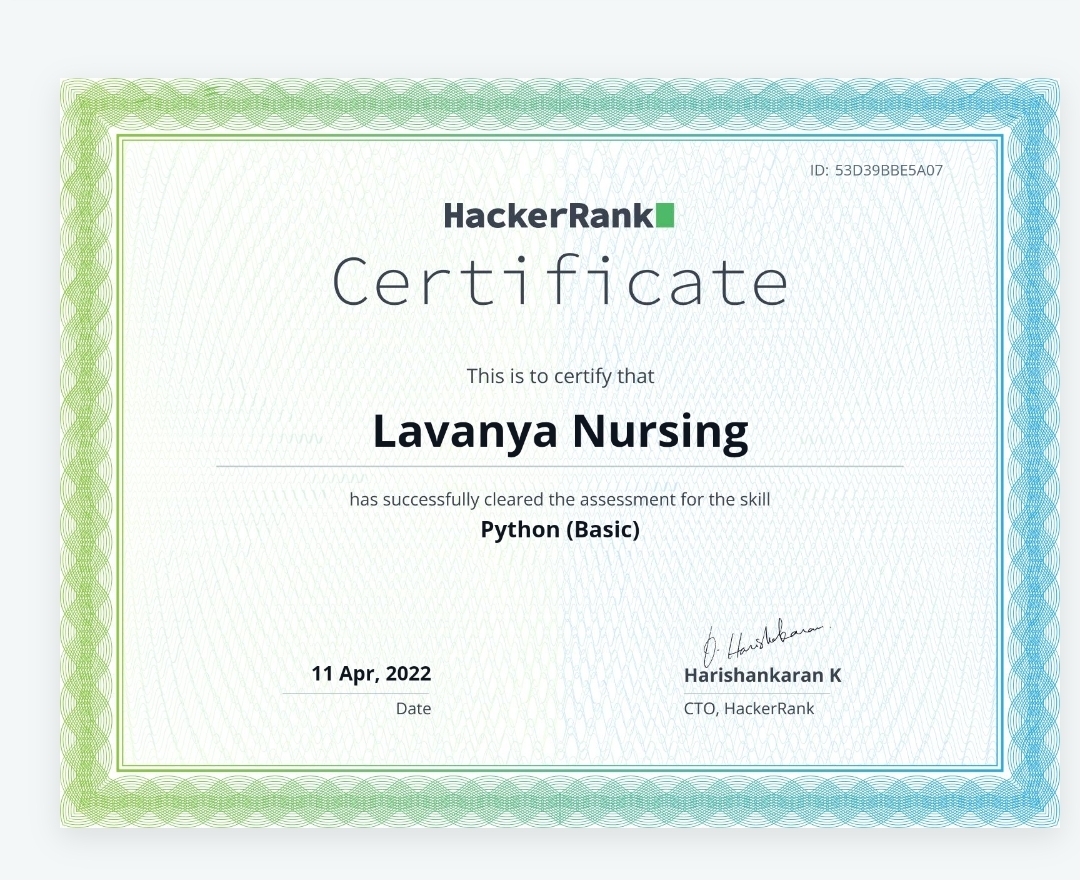 ID: 53D39BBE5A07
HackerRank
Certificate
This is to certify that
Lavanya Nursing
has successfully cleared the assessment for the skill
Python (Basic)
11 Apr, 2022
Date
Harishankaran K
CTO, HackerRank